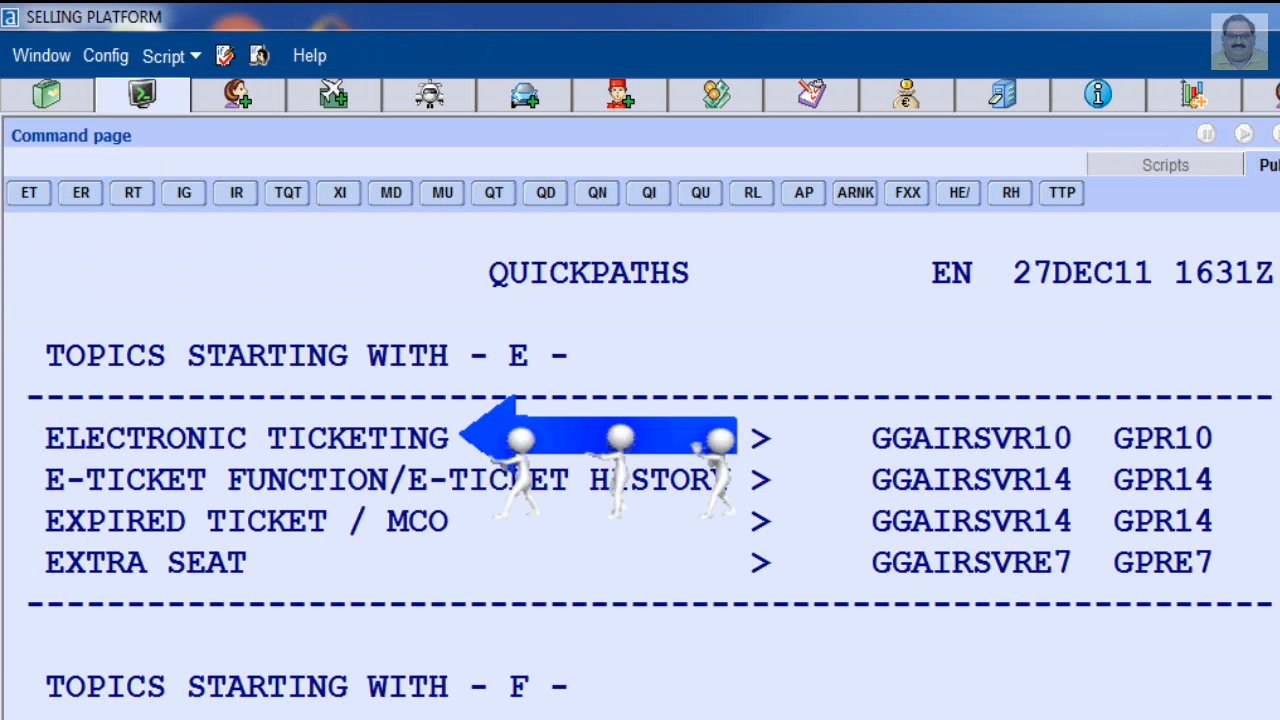 a SELLING PLATFORM
Window Config Script Help
Command page
Scripts
ET ER RT IG IR TQT XI MD MU QT QD QN QI QU RL AP ARNK FXX HE/ RH TTP
QUICKPATHS EN 27DEC11 1631Z
TOPICS STARTING WITH - E -
ELECTRONIC TICKETING > GGAIRSVR10 GPR10
E-TICKET FUNCTION/E-TICKET HISTORY > GGAIRSVR14 GPR14
EXPIRED TICKET / MCO > GGAIRSVR14 GPR14
EXTRA SEAT > GGAIRSVRE7 GPRE7
TOPICS STARTING WITH - F -